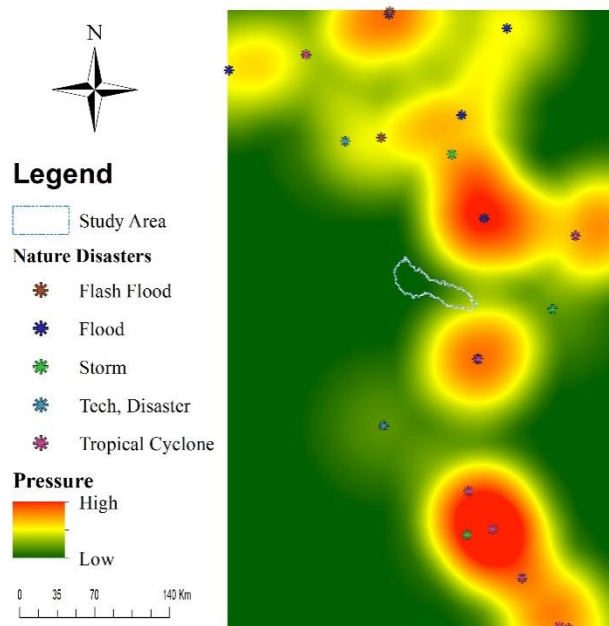 N
Legend
Study Area
Nature Disasters
Flash Flood
Flood
Storm
Tech, Disaster
Tropical Cyclone
Pressure
High
Low
0 35 70 140 Km